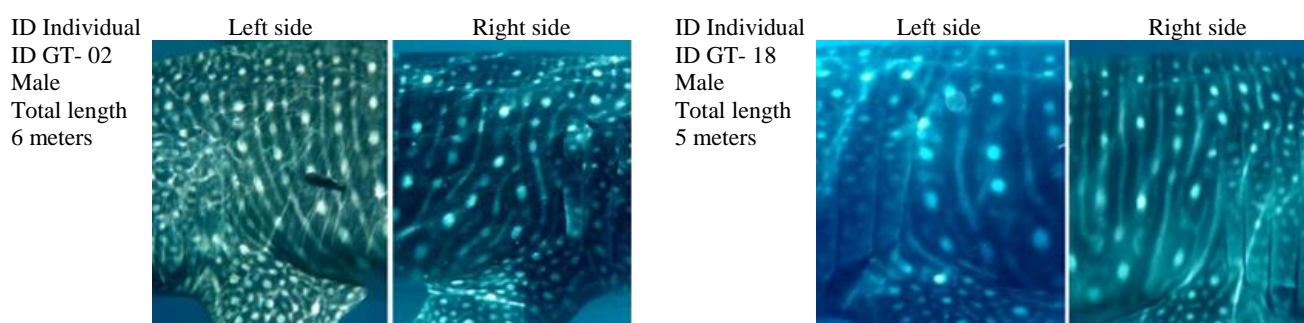 ID Individual
ID GT- 02
Male
Total length
6 meters
Left side
Right side
ID Individual
ID GT- 18
Male
Total length
5 meters
Left side
Right side